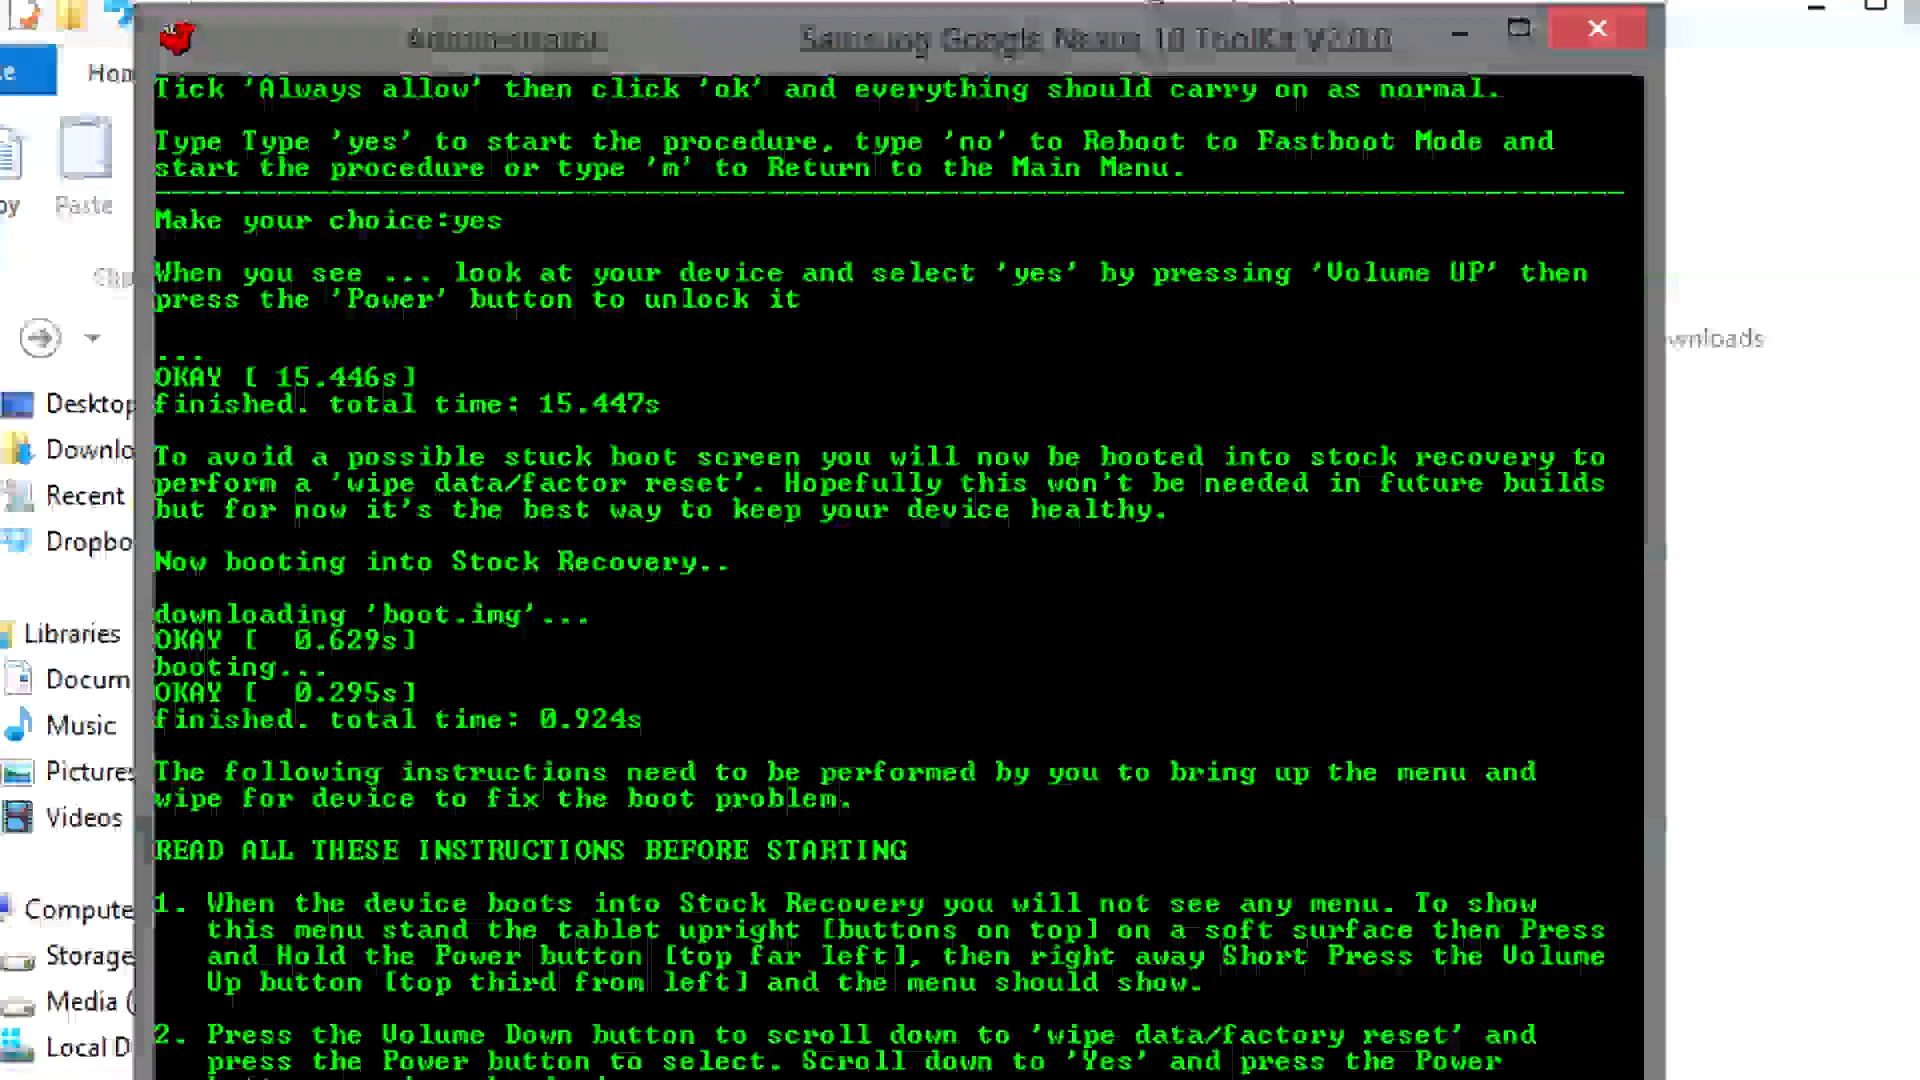 Administrator Samsung Google Nexus 10 ToolKit V2.0.0
Tick 'Always allow' then click 'ok' and everything should carry on as normal.
Type Type 'yes' to start the procedure, type 'no' to Reboot to Fastboot Mode and
start the procedure or type 'm' to Return to the Main Menu.
Make your choice:yes
When you see ... look at your device and select 'yes' by pressing 'Volume UP' then
press the 'Power' button to unlock it
...
OKAY [ 15.446s]
finished. total time: 15.447s
To avoid a possible stuck boot screen you will now be booted into stock recovery to
perform a 'wipe data/factor reset'. Hopefully this won't be needed in future builds
but for now it's the best way to keep your device healthy.
Now booting into Stock Recovery..
downloading 'boot.img'...
OKAY [  0.629s]
booting...
OKAY [  0.295s]
finished. total time: 0.924s
The following instructions need to be performed by you to bring up the menu and
wipe for device to fix the boot problem.
READ ALL THESE INSTRUCTIONS BEFORE STARTING
1. When the device boots into Stock Recovery you will not see any menu. To show
this menu stand the tablet upright [buttons on top] on a soft surface then Press
and Hold the Power button [top far left], then right away Short Press the Volume
Up button [top third from left] and the menu should show.
2. Press the Volume Down button to scroll down to 'wipe data/factory reset' and
press the Power button to select. Scroll down to 'Yes' and press the Power
Hom
Paste
wnloads
Desktop
Downlo
Recent
Dropbo
Libraries
Docum
Music
Pictures
Videos
Compute
Storage
Media (
Local D